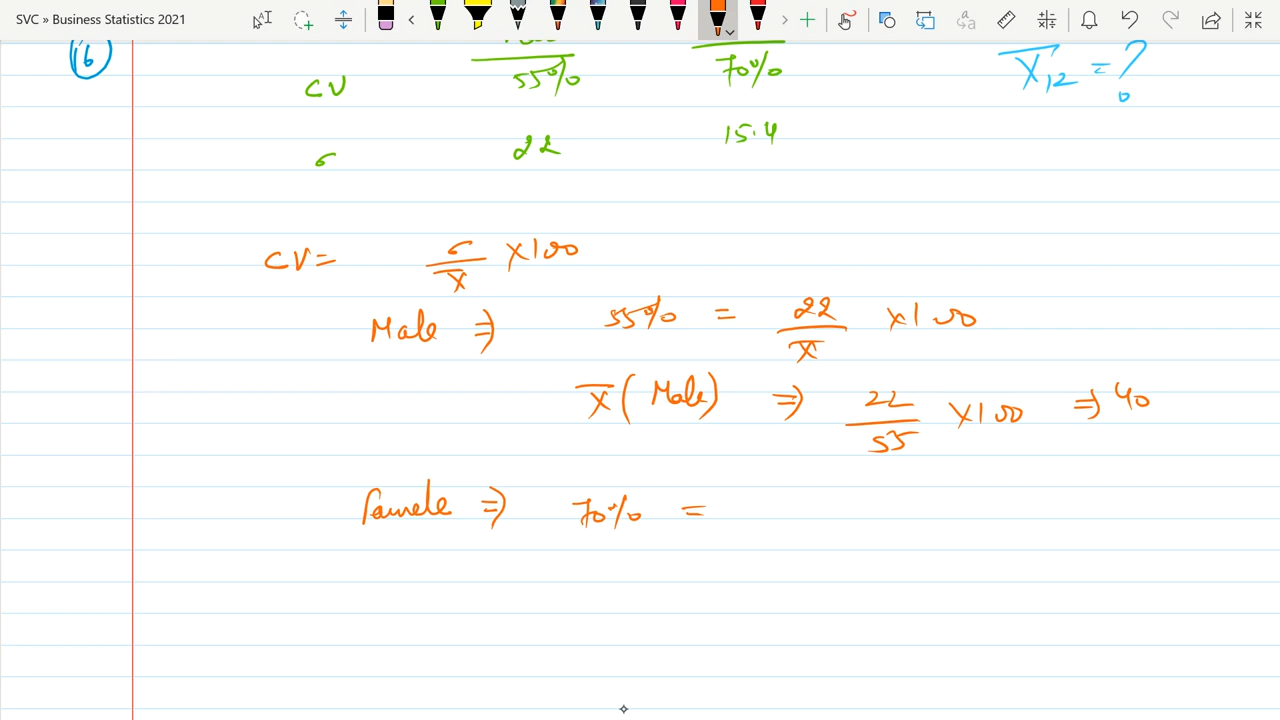 SVC » Business Statistics 2021
16
CV 55% 70% X̄₁₂ = ?
σ 22 15.4
CV = σ/X̄ × 100
Male ⇒ 55% = 22/X̄ × 100
X̄ (Male) ⇒ 22/55 × 100 ⇒ 40
Female ⇒ 70% =